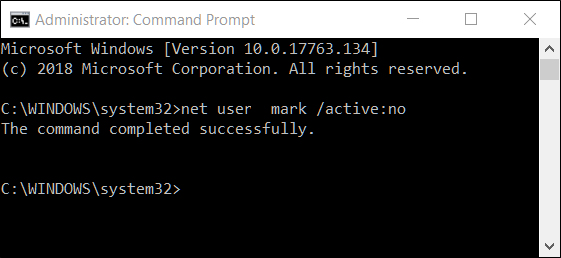 Administrator: Command Prompt
Microsoft Windows [Version 10.0.17763.134]
(c) 2018 Microsoft Corporation. All rights reserved.
C:\WINDOWS\system32>net user  mark /active:no
The command completed successfully.
C:\WINDOWS\system32>